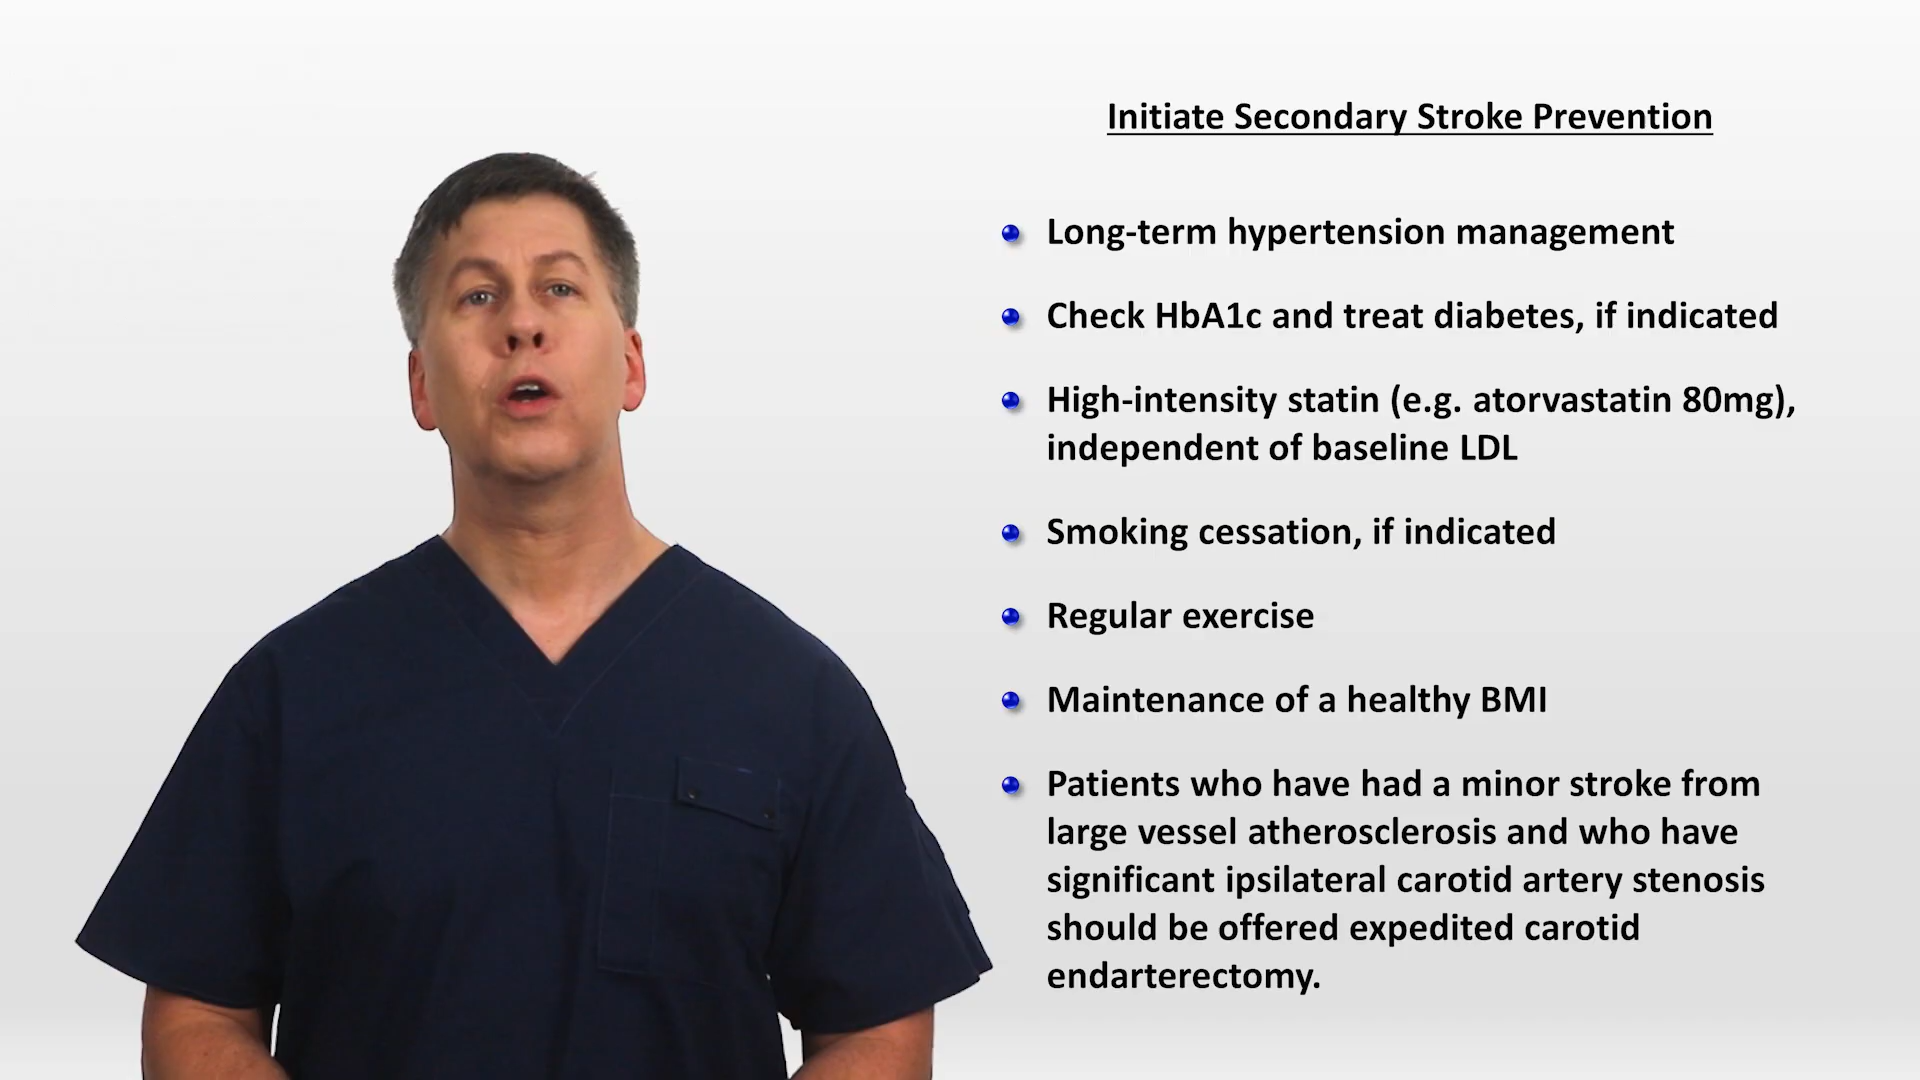 Initiate Secondary Stroke Prevention
Long-term hypertension management
Check HbA1c and treat diabetes, if indicated
High-intensity statin (e.g. atorvastatin 80mg),
independent of baseline LDL
Smoking cessation, if indicated
Regular exercise
Maintenance of a healthy BMI
Patients who have had a minor stroke from
large vessel atherosclerosis and who have
significant ipsilateral carotid artery stenosis
should be offered expedited carotid
endarterectomy.